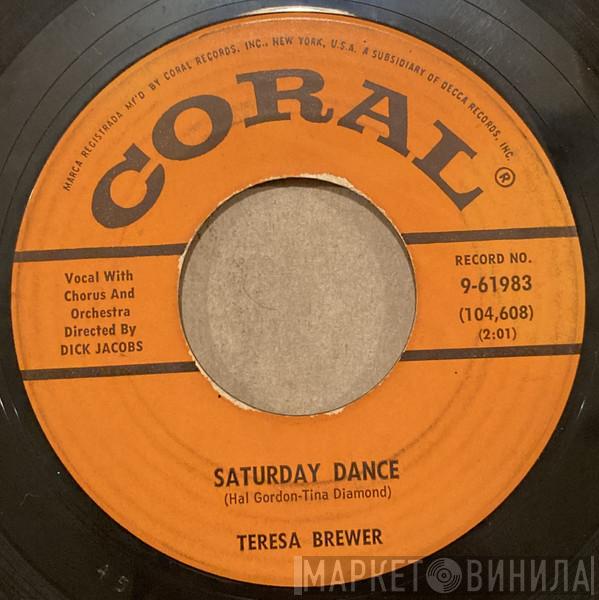 MARCA REGISTRADA MF'D BY CORAL RECORDS, INC., NEW YORK, U.S.A. A SUBSIDIARY OF DECCA RECORDS, INC.
CORAL®
Vocal With
Chorus And
Orchestra
Directed By
DICK JACOBS
RECORD NO.
9-61983
(104,608)
(2:01)
SATURDAY DANCE
(Hal Gordon-Tina Diamond)
TERESA BREWER
МАРКЕТ ВИНИЛА